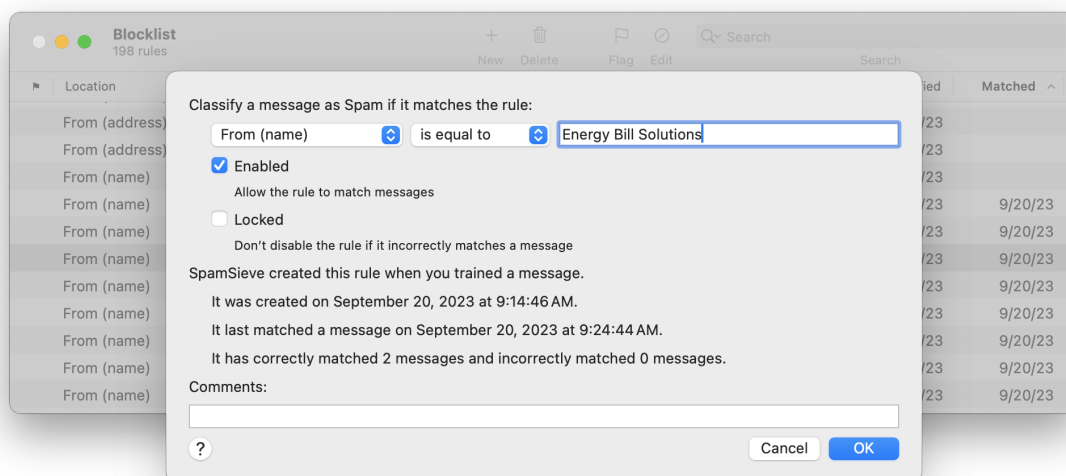 Blocklist
198 rules
New Delete Flag Edit
Search
Search
Location
ied Matched
From (address) /23
From (address) /23
From (name) /23
From (name) /23 9/20/23
From (name) /23 9/20/23
From (name) /23 9/20/23
From (name) /23 9/20/23
From (name) /23 9/20/23
From (name) /23 9/20/23
From (name) /23 9/20/23
From (name) /23 9/20/23
Classify a message as Spam if it matches the rule:
From (name) is equal to Energy Bill Solutions
Enabled
Allow the rule to match messages
Locked
Don’t disable the rule if it incorrectly matches a message
SpamSieve created this rule when you trained a message.
It was created on September 20, 2023 at 9:14:46 AM.
It last matched a message on September 20, 2023 at 9:24:44 AM.
It has correctly matched 2 messages and incorrectly matched 0 messages.
Comments:
? Cancel OK